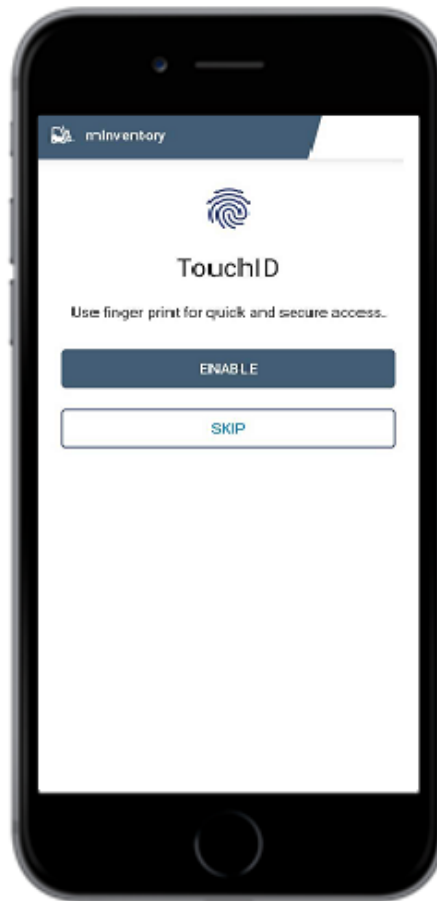 mInventory
TouchID
Use finger print for quick and secure access.
ENABLE
SKIP